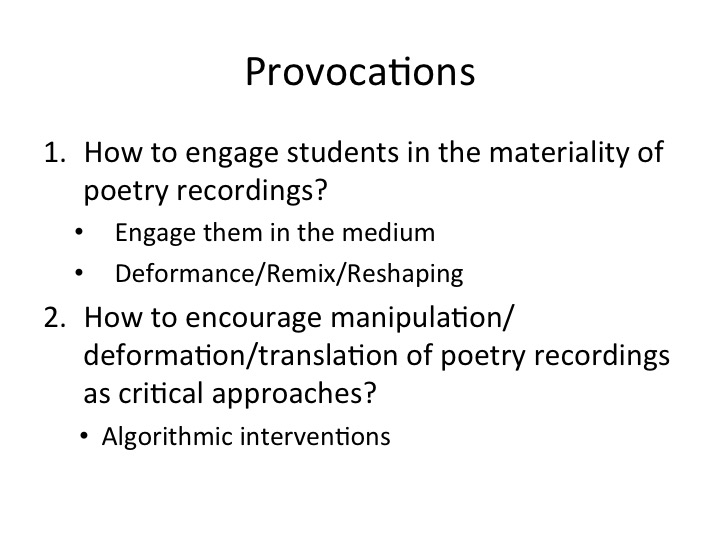 Provocations
1. How to engage students in the materiality of
poetry recordings?
• Engage them in the medium
• Deformance/Remix/Reshaping
2. How to encourage manipulation/
deformation/translation of poetry recordings
as critical approaches?
• Algorithmic interventions